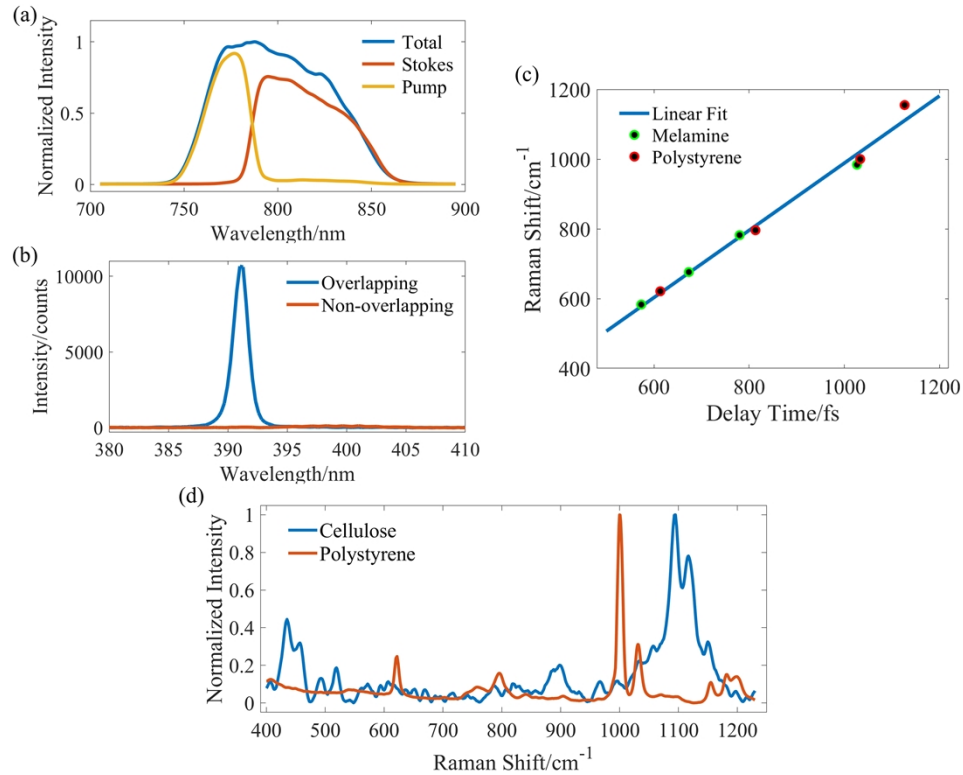 (a)
Normalized Intensity
1
0.5
0
Total
Stokes
Pump
700 750 800 850 900
Wavelength/nm
(b)
Intensity/counts
10000
5000
0
Overlapping
Non-overlapping
380 385 390 395 400 405 410
Wavelength/nm
(c)
Raman Shift/cm⁻¹
1200
1000
800
600
400
Linear Fit
Melamine
Polystyrene
600 800 1000 1200
Delay Time/fs
(d)
Normalized Intensity
1
0.8
0.6
0.4
0.2
0
Cellulose
Polystyrene
400 500 600 700 800 900 1000 1100 1200
Raman Shift/cm⁻¹